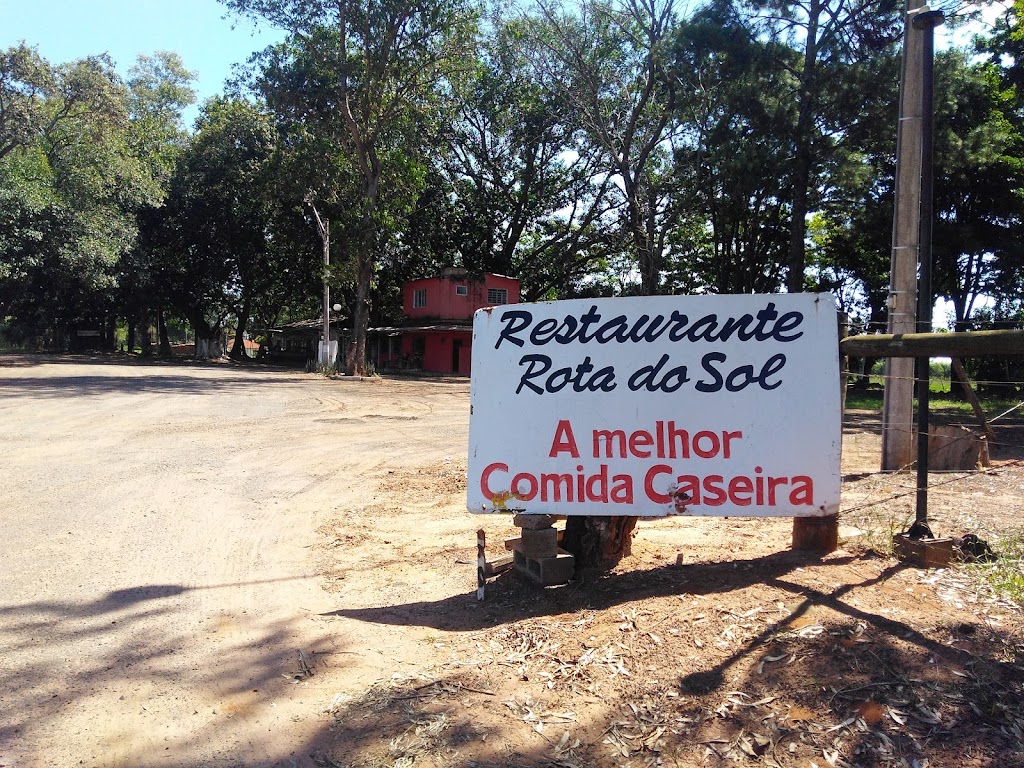 Restaurante
Rota do Sol
A melhor
Comida Caseira